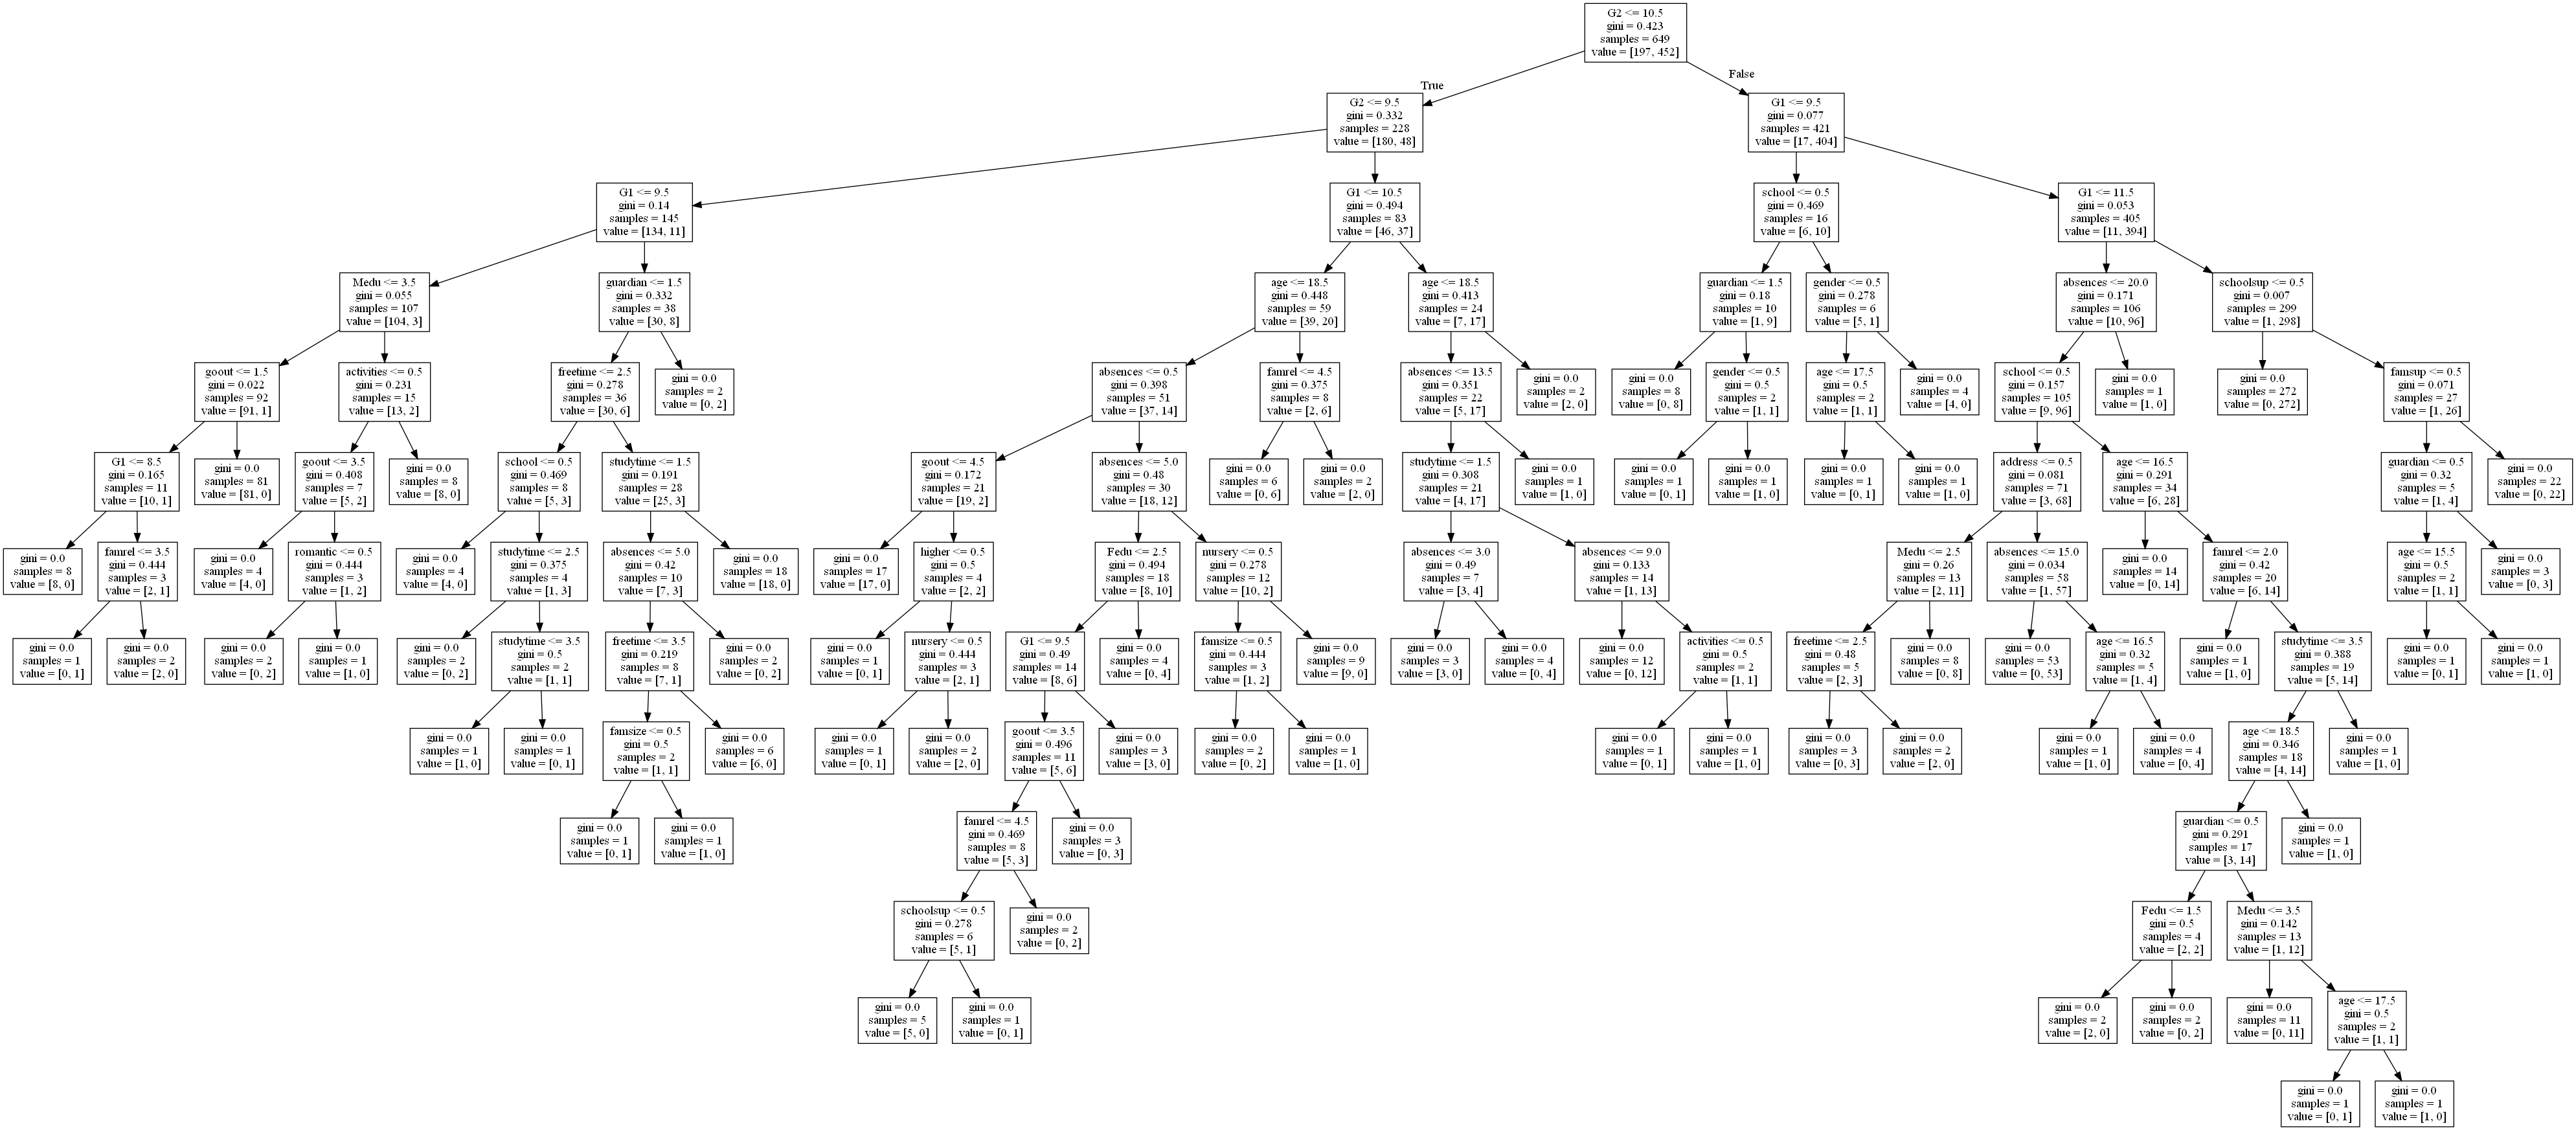 G2 <= 10.5
gini = 0.423
samples = 649
value = [197, 452]
True
False
G2 <= 9.5
gini = 0.332
samples = 228
value = [180, 48]
G1 <= 9.5
gini = 0.077
samples = 421
value = [17, 404]
G1 <= 9.5
gini = 0.14
samples = 145
value = [134, 11]
G1 <= 10.5
gini = 0.494
samples = 83
value = [46, 37]
school <= 0.5
gini = 0.469
samples = 16
value = [6, 10]
G1 <= 11.5
gini = 0.053
samples = 405
value = [11, 394]
Medu <= 3.5
gini = 0.055
samples = 107
value = [104, 3]
guardian <= 1.5
gini = 0.332
samples = 38
value = [30, 8]
age <= 18.5
gini = 0.448
samples = 59
value = [39, 20]
age <= 18.5
gini = 0.413
samples = 24
value = [7, 17]
guardian <= 1.5
gini = 0.18
samples = 10
value = [1, 9]
gender <= 0.5
gini = 0.278
samples = 6
value = [5, 1]
absences <= 20.0
gini = 0.171
samples = 106
value = [10, 96]
schoolsup <= 0.5
gini = 0.007
samples = 299
value = [1, 298]
goout <= 1.5
gini = 0.022
samples = 92
value = [91, 1]
activities <= 0.5
gini = 0.231
samples = 15
value = [13, 2]
freetime <= 2.5
gini = 0.278
samples = 36
value = [30, 6]
gini = 0.0
samples = 2
value = [0, 2]
absences <= 0.5
gini = 0.398
samples = 51
value = [37, 14]
famrel <= 4.5
gini = 0.375
samples = 8
value = [2, 6]
absences <= 13.5
gini = 0.351
samples = 22
value = [5, 17]
gini = 0.0
samples = 2
value = [2, 0]
gini = 0.0
samples = 8
value = [0, 8]
gender <= 0.5
gini = 0.5
samples = 2
value = [1, 1]
age <= 17.5
gini = 0.5
samples = 2
value = [1, 1]
gini = 0.0
samples = 4
value = [4, 0]
school <= 0.5
gini = 0.157
samples = 105
value = [9, 96]
gini = 0.0
samples = 1
value = [1, 0]
gini = 0.0
samples = 272
value = [0, 272]
famsup <= 0.5
gini = 0.071
samples = 27
value = [1, 26]
G1 <= 8.5
gini = 0.165
samples = 11
value = [10, 1]
gini = 0.0
samples = 81
value = [81, 0]
goout <= 3.5
gini = 0.408
samples = 7
value = [5, 2]
gini = 0.0
samples = 8
value = [8, 0]
school <= 0.5
gini = 0.469
samples = 8
value = [5, 3]
studytime <= 1.5
gini = 0.191
samples = 28
value = [25, 3]
goout <= 4.5
gini = 0.172
samples = 21
value = [19, 2]
absences <= 5.0
gini = 0.48
samples = 30
value = [18, 12]
gini = 0.0
samples = 6
value = [0, 6]
gini = 0.0
samples = 2
value = [2, 0]
studytime <= 1.5
gini = 0.308
samples = 21
value = [4, 17]
gini = 0.0
samples = 1
value = [1, 0]
gini = 0.0
samples = 1
value = [0, 1]
gini = 0.0
samples = 1
value = [1, 0]
gini = 0.0
samples = 1
value = [0, 1]
gini = 0.0
samples = 1
value = [1, 0]
address <= 0.5
gini = 0.081
samples = 71
value = [3, 68]
age <= 16.5
gini = 0.291
samples = 34
value = [6, 28]
guardian <= 0.5
gini = 0.32
samples = 5
value = [1, 4]
gini = 0.0
samples = 22
value = [0, 22]
gini = 0.0
samples = 8
value = [8, 0]
famrel <= 3.5
gini = 0.444
samples = 3
value = [2, 1]
gini = 0.0
samples = 4
value = [4, 0]
romantic <= 0.5
gini = 0.444
samples = 3
value = [1, 2]
gini = 0.0
samples = 4
value = [4, 0]
studytime <= 2.5
gini = 0.375
samples = 4
value = [1, 3]
absences <= 5.0
gini = 0.42
samples = 10
value = [7, 3]
gini = 0.0
samples = 18
value = [18, 0]
gini = 0.0
samples = 17
value = [17, 0]
higher <= 0.5
gini = 0.5
samples = 4
value = [2, 2]
Fedu <= 2.5
gini = 0.494
samples = 18
value = [8, 10]
nursery <= 0.5
gini = 0.278
samples = 12
value = [10, 2]
absences <= 3.0
gini = 0.49
samples = 7
value = [3, 4]
absences <= 9.0
gini = 0.133
samples = 14
value = [1, 13]
Medu <= 2.5
gini = 0.26
samples = 13
value = [2, 11]
absences <= 15.0
gini = 0.034
samples = 58
value = [1, 57]
gini = 0.0
samples = 14
value = [0, 14]
famrel <= 2.0
gini = 0.42
samples = 20
value = [6, 14]
age <= 15.5
gini = 0.5
samples = 2
value = [1, 1]
gini = 0.0
samples = 3
value = [0, 3]
gini = 0.0
samples = 1
value = [0, 1]
gini = 0.0
samples = 2
value = [2, 0]
gini = 0.0
samples = 2
value = [0, 2]
gini = 0.0
samples = 1
value = [1, 0]
gini = 0.0
samples = 2
value = [0, 2]
studytime <= 3.5
gini = 0.5
samples = 2
value = [1, 1]
freetime <= 3.5
gini = 0.219
samples = 8
value = [7, 1]
gini = 0.0
samples = 2
value = [0, 2]
gini = 0.0
samples = 1
value = [0, 1]
nursery <= 0.5
gini = 0.444
samples = 3
value = [2, 1]
G1 <= 9.5
gini = 0.49
samples = 14
value = [8, 6]
gini = 0.0
samples = 4
value = [0, 4]
famsize <= 0.5
gini = 0.444
samples = 3
value = [1, 2]
gini = 0.0
samples = 9
value = [9, 0]
gini = 0.0
samples = 3
value = [3, 0]
gini = 0.0
samples = 4
value = [0, 4]
gini = 0.0
samples = 12
value = [0, 12]
activities <= 0.5
gini = 0.5
samples = 2
value = [1, 1]
freetime <= 2.5
gini = 0.48
samples = 5
value = [2, 3]
gini = 0.0
samples = 8
value = [0, 8]
gini = 0.0
samples = 53
value = [0, 53]
age <= 16.5
gini = 0.32
samples = 5
value = [1, 4]
gini = 0.0
samples = 1
value = [1, 0]
studytime <= 3.5
gini = 0.388
samples = 19
value = [5, 14]
gini = 0.0
samples = 1
value = [0, 1]
gini = 0.0
samples = 1
value = [1, 0]
gini = 0.0
samples = 1
value = [1, 0]
gini = 0.0
samples = 1
value = [0, 1]
famsize <= 0.5
gini = 0.5
samples = 2
value = [1, 1]
gini = 0.0
samples = 6
value = [6, 0]
gini = 0.0
samples = 1
value = [0, 1]
gini = 0.0
samples = 2
value = [2, 0]
goout <= 3.5
gini = 0.496
samples = 11
value = [5, 6]
gini = 0.0
samples = 3
value = [3, 0]
gini = 0.0
samples = 2
value = [0, 2]
gini = 0.0
samples = 1
value = [1, 0]
gini = 0.0
samples = 1
value = [0, 1]
gini = 0.0
samples = 1
value = [1, 0]
gini = 0.0
samples = 3
value = [0, 3]
gini = 0.0
samples = 2
value = [2, 0]
gini = 0.0
samples = 1
value = [1, 0]
gini = 0.0
samples = 4
value = [0, 4]
age <= 18.5
gini = 0.346
samples = 18
value = [4, 14]
gini = 0.0
samples = 1
value = [1, 0]
gini = 0.0
samples = 1
value = [0, 1]
gini = 0.0
samples = 1
value = [1, 0]
famrel <= 4.5
gini = 0.469
samples = 8
value = [5, 3]
gini = 0.0
samples = 3
value = [0, 3]
guardian <= 0.5
gini = 0.291
samples = 17
value = [3, 14]
gini = 0.0
samples = 1
value = [1, 0]
schoolsup <= 0.5
gini = 0.278
samples = 6
value = [5, 1]
gini = 0.0
samples = 2
value = [0, 2]
Fedu <= 1.5
gini = 0.5
samples = 4
value = [2, 2]
Medu <= 3.5
gini = 0.142
samples = 13
value = [1, 12]
gini = 0.0
samples = 5
value = [5, 0]
gini = 0.0
samples = 1
value = [0, 1]
gini = 0.0
samples = 2
value = [2, 0]
gini = 0.0
samples = 2
value = [0, 2]
gini = 0.0
samples = 11
value = [0, 11]
age <= 17.5
gini = 0.5
samples = 2
value = [1, 1]
gini = 0.0
samples = 1
value = [0, 1]
gini = 0.0
samples = 1
value = [1, 0]